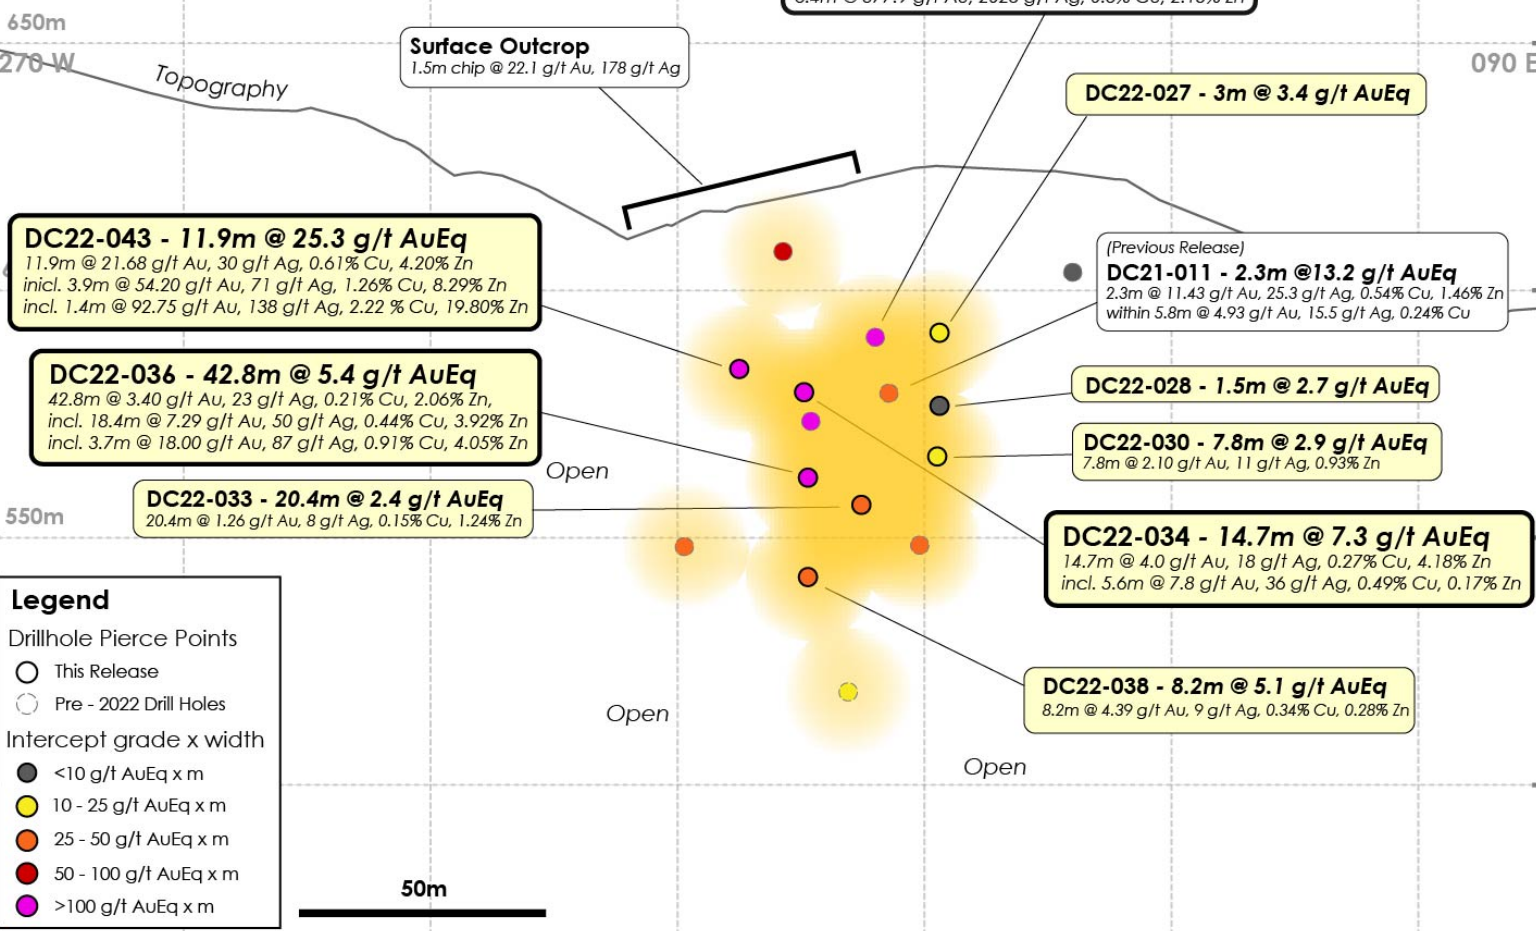 650m
270 W
Topography
Surface Outcrop
1.5m chip @ 22.1 g/t Au, 178 g/t Ag
090 E
DC22-027 - 3m @ 3.4 g/t AuEq
DC22-043 - 11.9m @ 25.3 g/t AuEq
11.9m @ 21.68 g/t Au, 30 g/t Ag, 0.61% Cu, 4.20% Zn
inicl. 3.9m @ 54.20 g/t Au, 71 g/t Ag, 1.26% Cu, 8.29% Zn
incl. 1.4m @ 92.75 g/t Au, 138 g/t Ag, 2.22 % Cu, 19.80% Zn
(Previous Release)
DC21-011 - 2.3m @13.2 g/t AuEq
2.3m @ 11.43 g/t Au, 25.3 g/t Ag, 0.54% Cu, 1.46% Zn
within 5.8m @ 4.93 g/t Au, 15.5 g/t Ag, 0.24% Cu
DC22-036 - 42.8m @ 5.4 g/t AuEq
42.8m @ 3.40 g/t Au, 23 g/t Ag, 0.21% Cu, 2.06% Zn,
incl. 18.4m @ 7.29 g/t Au, 50 g/t Ag, 0.44% Cu, 3.92% Zn
incl. 3.7m @ 18.00 g/t Au, 87 g/t Ag, 0.91% Cu, 4.05% Zn
DC22-028 - 1.5m @ 2.7 g/t AuEq
DC22-030 - 7.8m @ 2.9 g/t AuEq
7.8m @ 2.10 g/t Au, 11 g/t Ag, 0.93% Zn
Open
DC22-033 - 20.4m @ 2.4 g/t AuEq
20.4m @ 1.26 g/t Au, 8 g/t Ag, 0.15% Cu, 1.24% Zn
550m
DC22-034 - 14.7m @ 7.3 g/t AuEq
14.7m @ 4.0 g/t Au, 18 g/t Ag, 0.27% Cu, 4.18% Zn
incl. 5.6m @ 7.8 g/t Au, 36 g/t Ag, 0.49% Cu, 0.17% Zn
DC22-038 - 8.2m @ 5.1 g/t AuEq
8.2m @ 4.39 g/t Au, 9 g/t Ag, 0.34% Cu, 0.28% Zn
Open
Open
Legend
Drillhole Pierce Points
This Release
Pre - 2022 Drill Holes
Intercept grade x width
<10 g/t AuEq x m
10 - 25 g/t AuEq x m
25 - 50 g/t AuEq x m
50 - 100 g/t AuEq x m
>100 g/t AuEq x m
50m